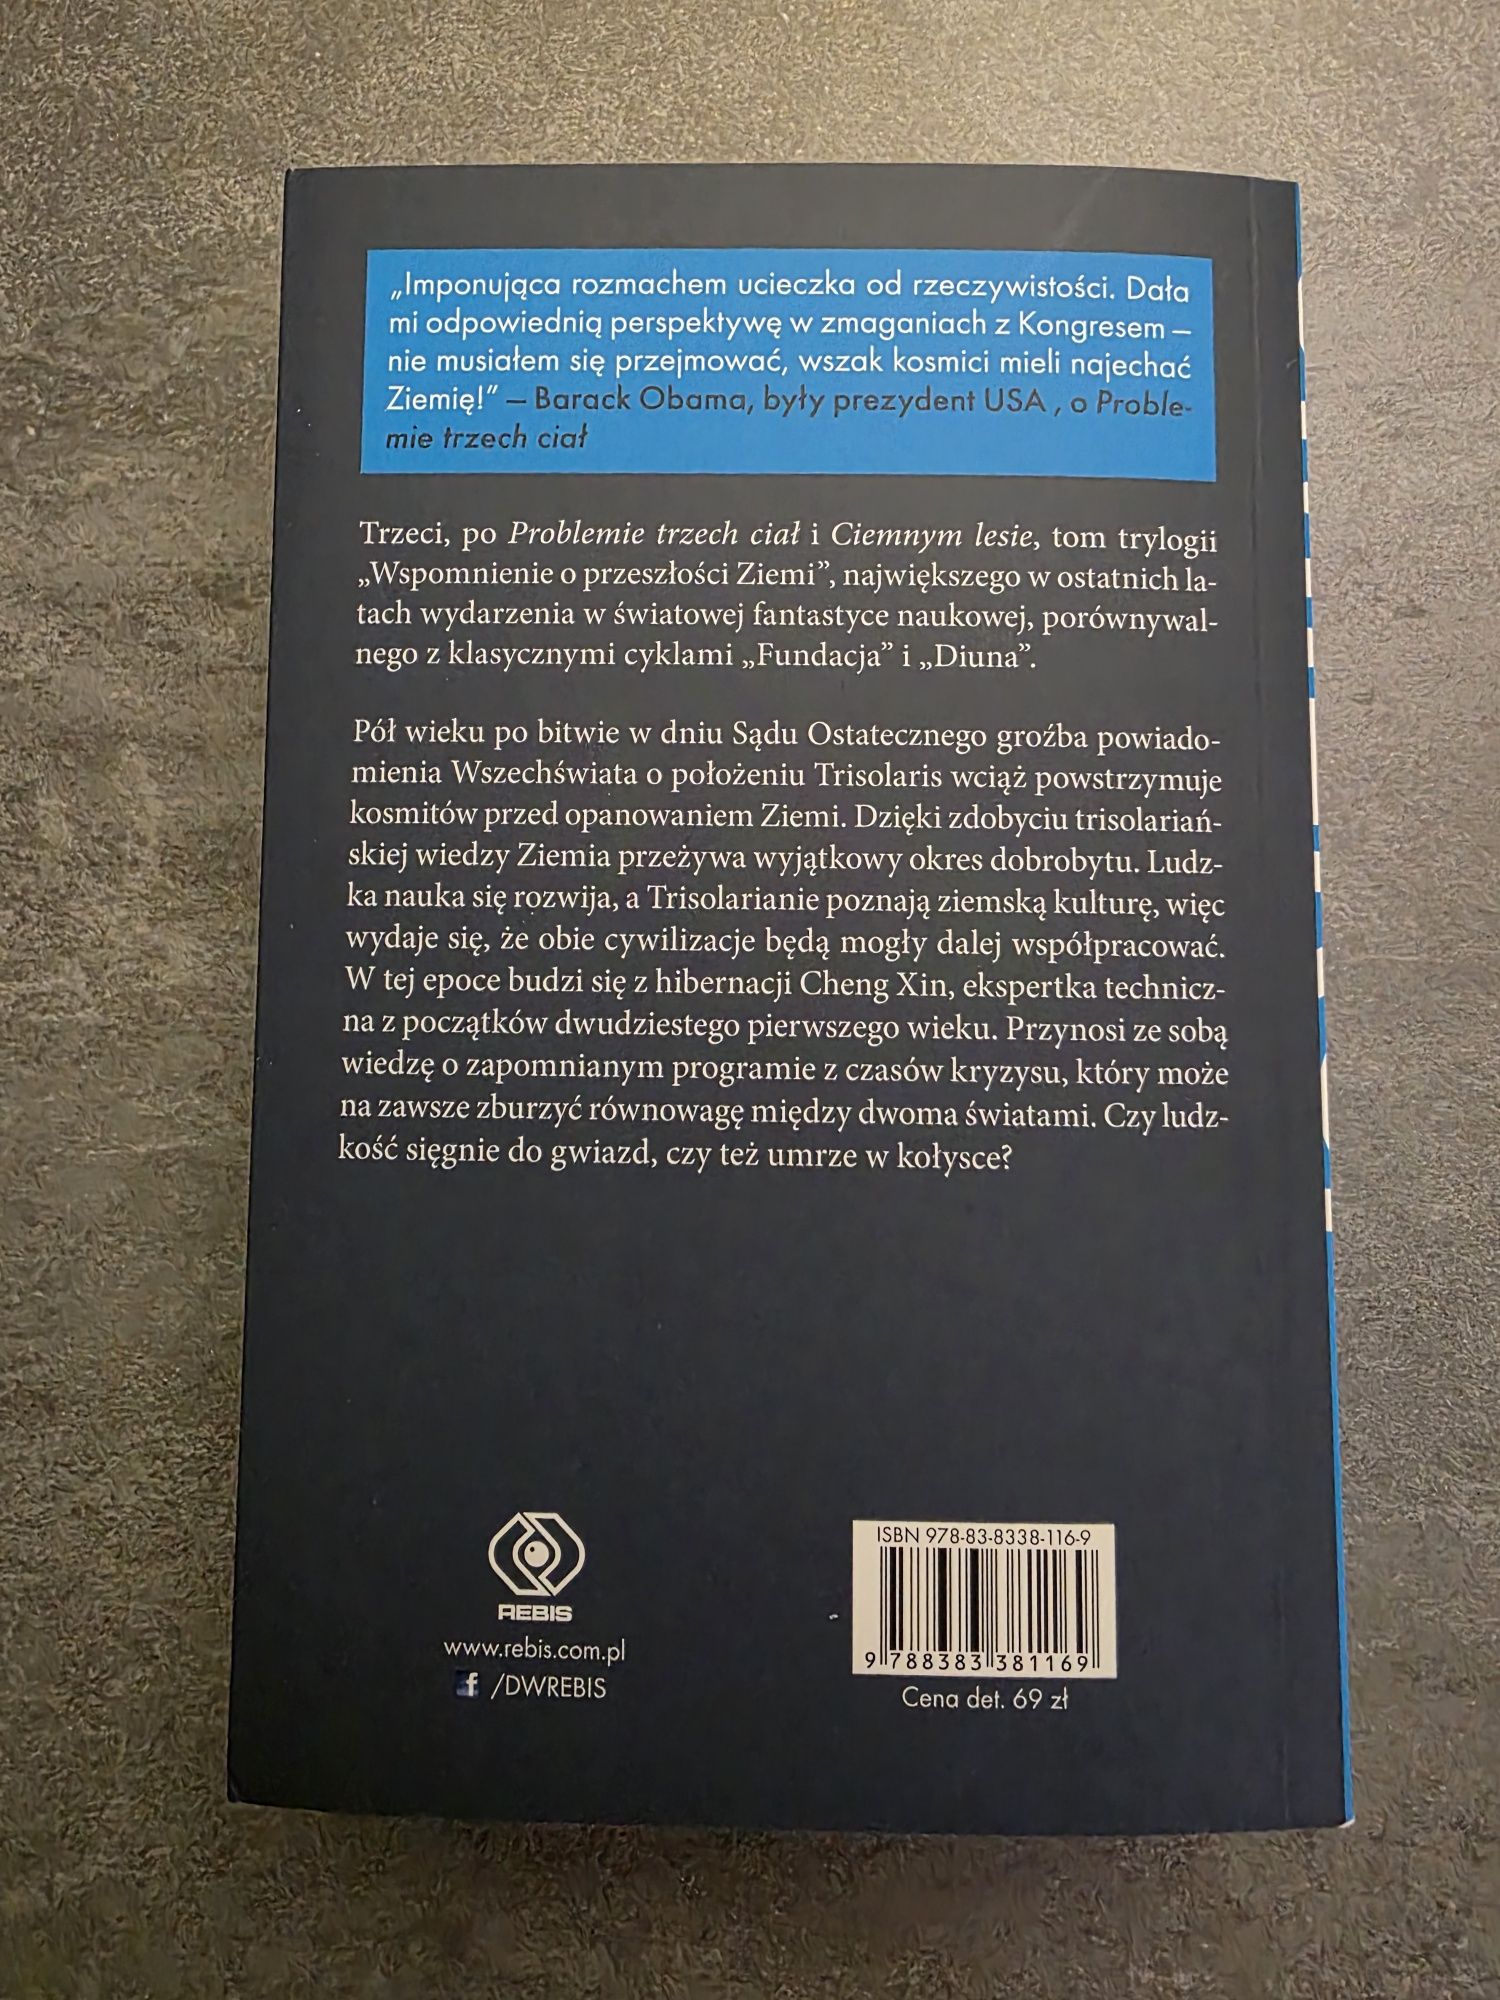 „Imponująca rozmachem ucieczka od rzeczywistości. Dała
mi odpowiednią perspektywę w zmaganiach z Kongresem –
nie musiałem się przejmować, wszak kosmici mieli najechać
Ziemię!” – Barack Obama, były prezydent USA , o Proble-
mie trzech ciał
Trzeci, po Problemie trzech ciał i Ciemnym lesie, tom trylogii
„Wspomnienie o przeszłości Ziemi”, największego w ostatnich la-
tach wydarzenia w światowej fantastyce naukowej, porównywal-
nego z klasycznymi cyklami „Fundacja” i „Diuna”.
Pół wieku po bitwie w dniu Sądu Ostatecznego groźba powiado-
mienia Wszechświata o położeniu Trisolaris wciąż powstrzymuje
kosmitów przed opanowaniem Ziemi. Dzięki zdobyciu trisolariań-
skiej wiedzy Ziemia przeżywa wyjątkowy okres dobrobytu. Ludz-
ka nauka się rozwija, a Trisolarianie poznają ziemską kulturę, więc
wydaje się, że obie cywilizacje będą mogły dalej współpracować.
W tej epoce budzi się z hibernacji Cheng Xin, ekspertka technicz-
na z początków dwudziestego pierwszego wieku. Przynosi ze sobą
wiedzę o zapomnianym programie z czasów kryzysu, który może
na zawsze zburzyć równowagę między dwoma światami. Czy ludz-
kość sięgnie do gwiazd, czy też umrze w kołysce?
REBIS
www.rebis.com.pl
f /DWREBIS
ISBN 978-83-8338-116-9
9 788383 381169
Cena det. 69 zł